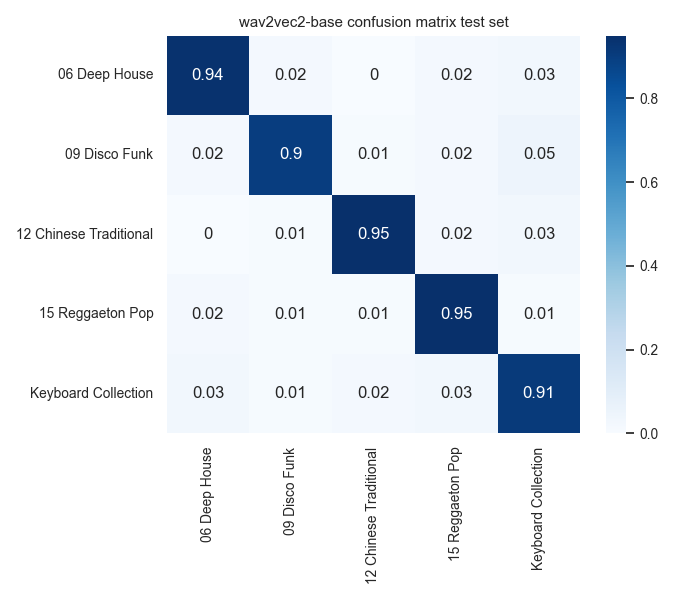 wav2vec2-base confusion matrix test set
06 Deep House 0.94 0.02 0 0.02 0.03
09 Disco Funk 0.02 0.9 0.01 0.02 0.05
12 Chinese Traditional 0 0.01 0.95 0.02 0.03
15 Reggaeton Pop 0.02 0.01 0.01 0.95 0.01
Keyboard Collection 0.03 0.01 0.02 0.03 0.91
06 Deep House
09 Disco Funk
12 Chinese Traditional
15 Reggaeton Pop
Keyboard Collection
0.8
0.6
0.4
0.2
0.0